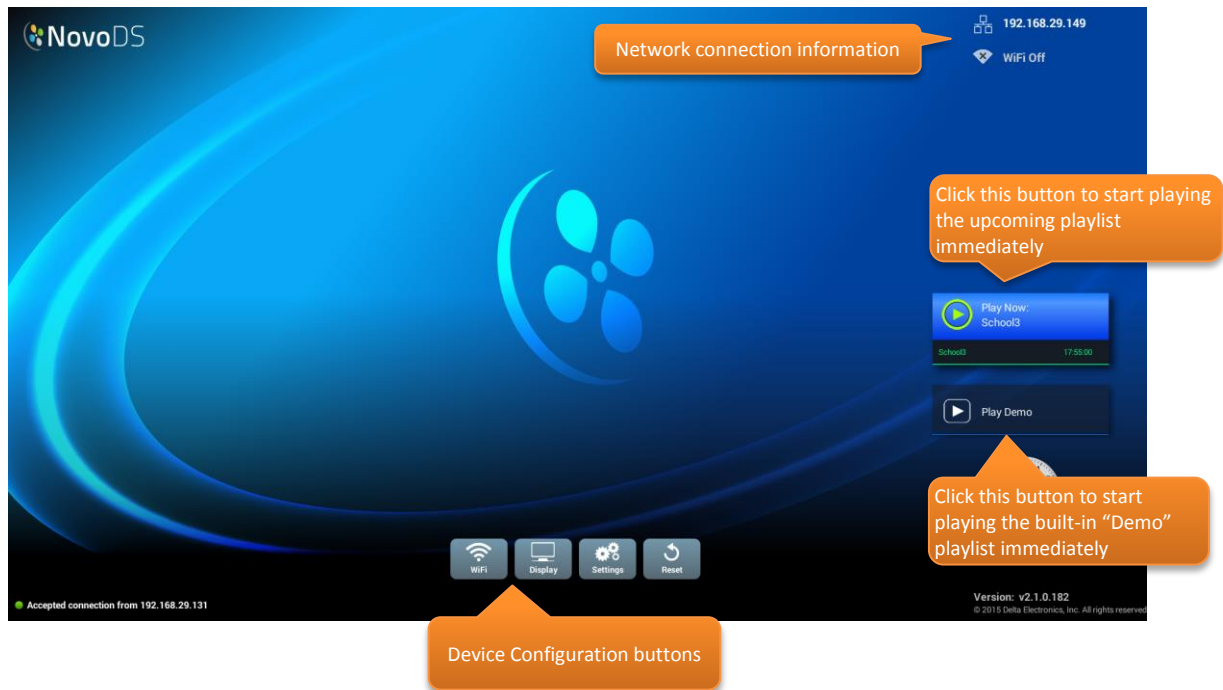 NovoDS
Network connection information
192.168.29.149
WiFi Off
Click this button to start playing
the upcoming playlist
immediately
Play Now:
School3
School3 17:55:00
Play Demo
Click this button to start
playing the built-in “Demo”
playlist immediately
WiFi Display Settings Reset
Accepted connection from 192.168.29.131
Version: v2.1.0.182
© 2015 Delta Electronics, Inc. All rights reserved
Device Configuration buttons